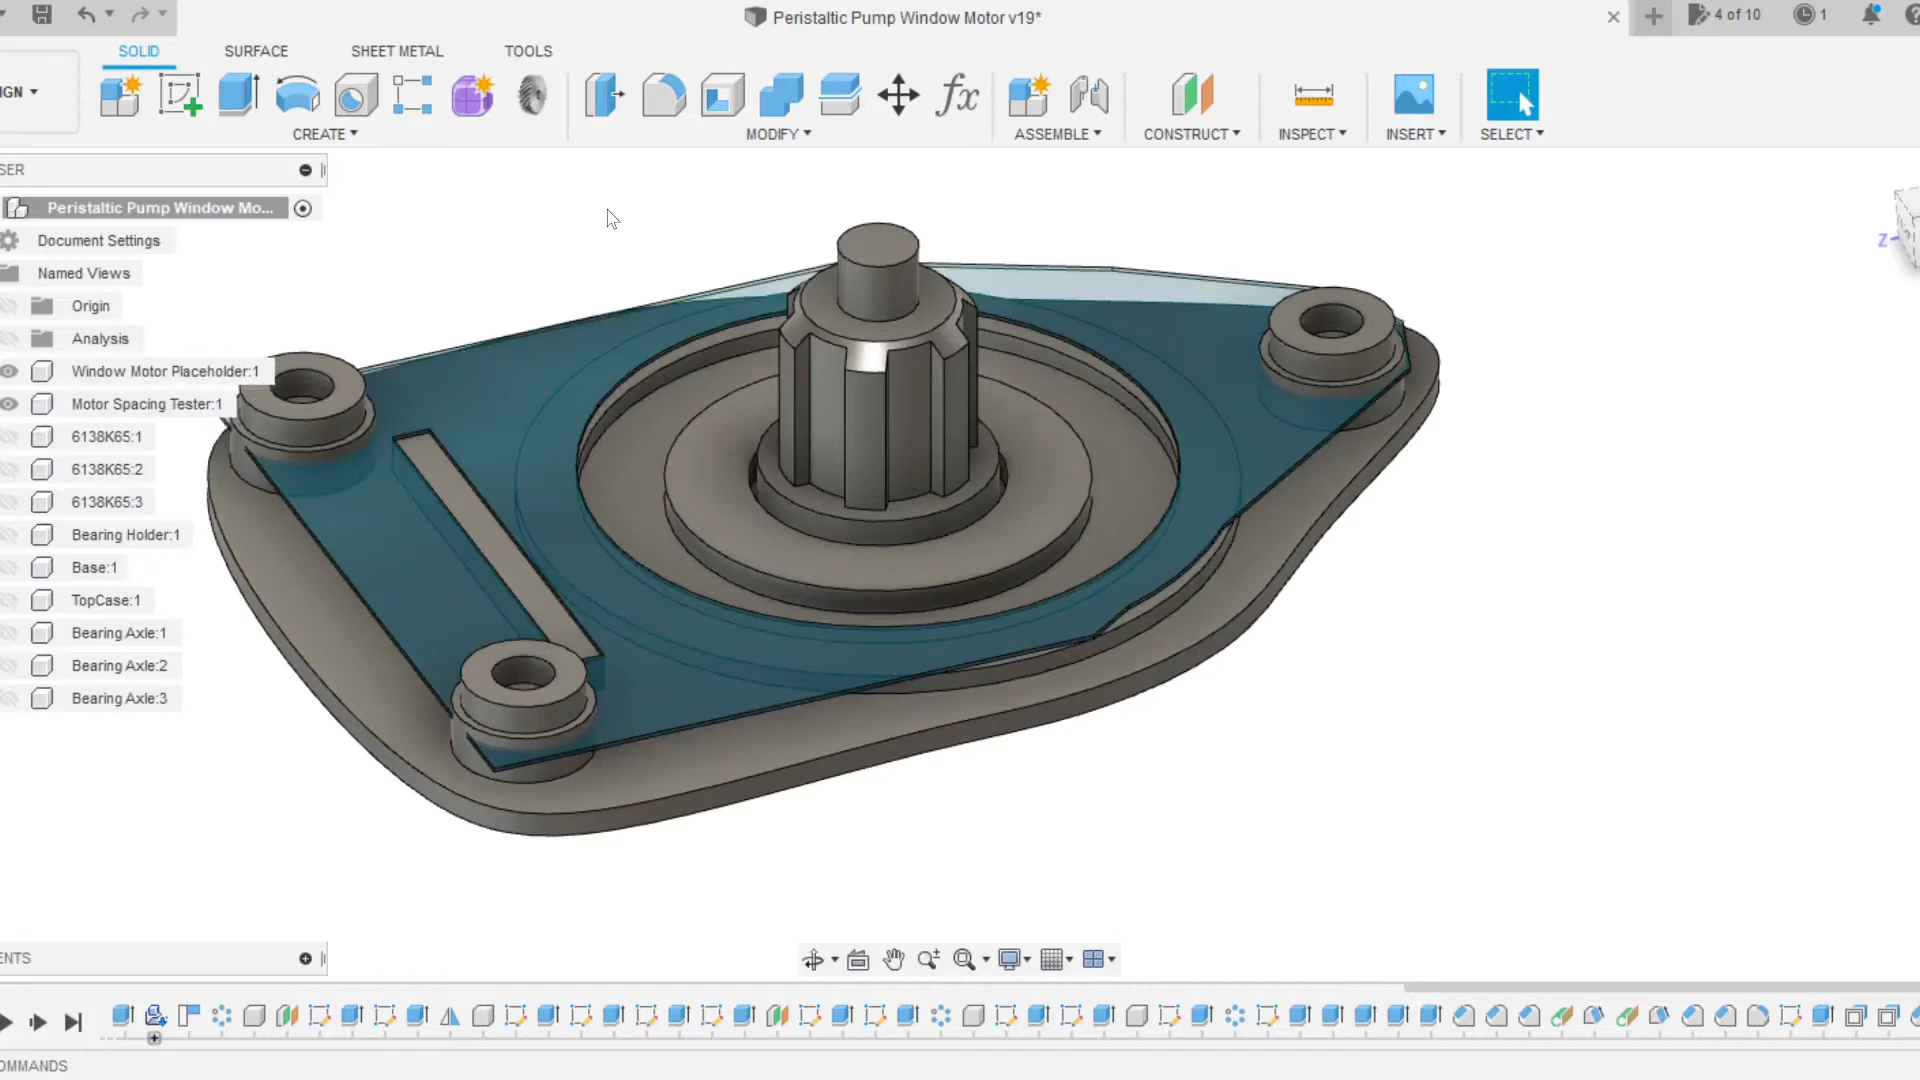 Peristaltic Pump Window Motor v19*
4 of 10
1
SOLID
SURFACE
SHEET METAL
TOOLS
IGN
fx
CREATE
MODIFY
ASSEMBLE
CONSTRUCT
INSPECT
INSERT
SELECT
SER
Peristaltic Pump Window Mo...
Document Settings
Named Views
Origin
Analysis
Window Motor Placeholder:1
Motor Spacing Tester:1
6138K65:1
6138K65:2
6138K65:3
Bearing Holder:1
Base:1
TopCase:1
Bearing Axle:1
Bearing Axle:2
Bearing Axle:3
Z
ENTS
OMMANDS